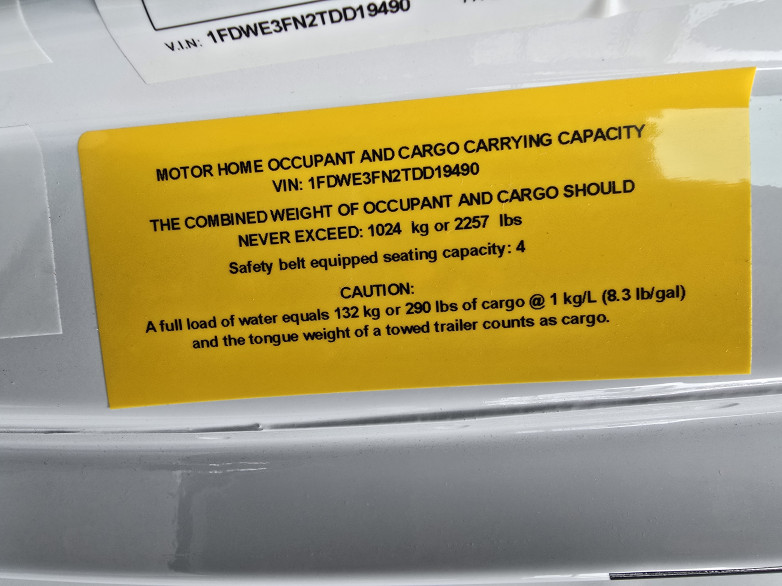 V.I.N: 1FDWE3FN2TDD19490
MOTOR HOME OCCUPANT AND CARGO CARRYING CAPACITY
VIN: 1FDWE3FN2TDD19490
THE COMBINED WEIGHT OF OCCUPANT AND CARGO SHOULD
NEVER EXCEED: 1024 kg or 2257 lbs
Safety belt equipped seating capacity: 4
CAUTION:
A full load of water equals 132 kg or 290 lbs of cargo @ 1 kg/L (8.3 lb/gal)
and the tongue weight of a towed trailer counts as cargo.